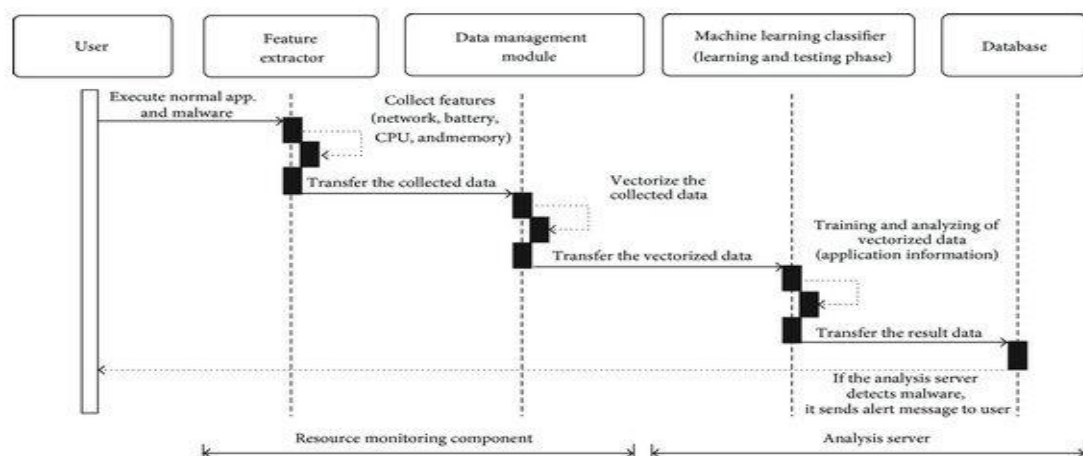 User
Feature
extractor
Data management
module
Machine learning classifier
(learning and testing phase)
Database
Execute normal app.
and malware
Collect features
(network, battery,
CPU, andmemory)
Transfer the collected data
Vectorize the
collected data
Transfer the vectorized data
Training and analyzing of
vectorized data
(application information)
Transfer the result data
If the analysis server
detects malware,
it sends alert message to user
Resource monitoring component
Analysis server